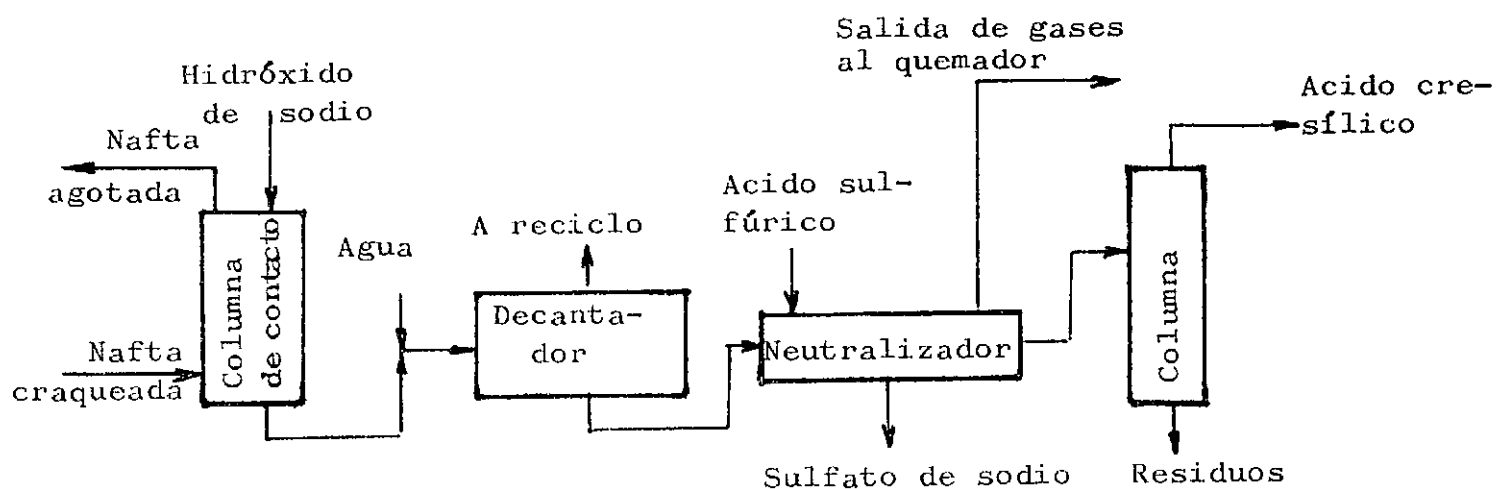 Salida de gases
al quemador
Hidróxido
de sodio
Acido cre-
sílico
Nafta
agotada
Acido sul-
fúrico
A reciclo
Agua
Columna
de contacto
Decanta-
dor
Neutralizador
Columna
Nafta
craqueada
Sulfato de sodio
Residuos